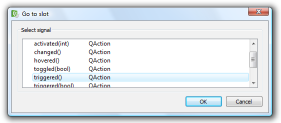 Go to slot
Select signal
activated(int) QAction
changed() QAction
hovered() QAction
toggled(bool) QAction
triggered() QAction
triggered(bool) QAction
OK Cancel